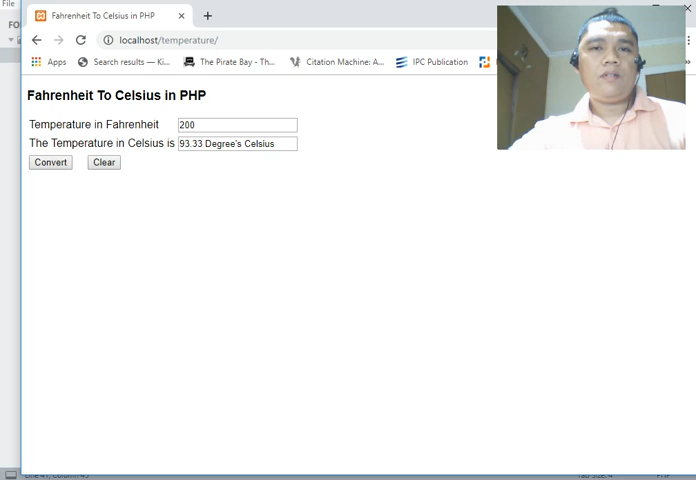 File
Fahrenheit To Celsius in PHP
FO
localhost/temperature/
Apps
Search results — Ki...
The Pirate Bay - Th...
Citation Machine: A...
IPC Publication
Fahrenheit To Celsius in PHP
Temperature in Fahrenheit 200
The Temperature in Celsius is 93.33 Degree's Celsius
Convert Clear